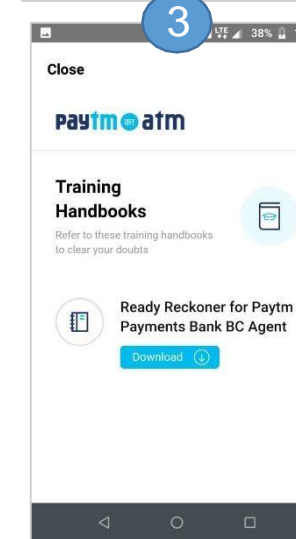 3
LTE 38%
Close
paytm का atm
Training
Handbooks
Refer to these training handbooks
to clear your doubts
Ready Reckoner for Paytm
Payments Bank BC Agent
Download